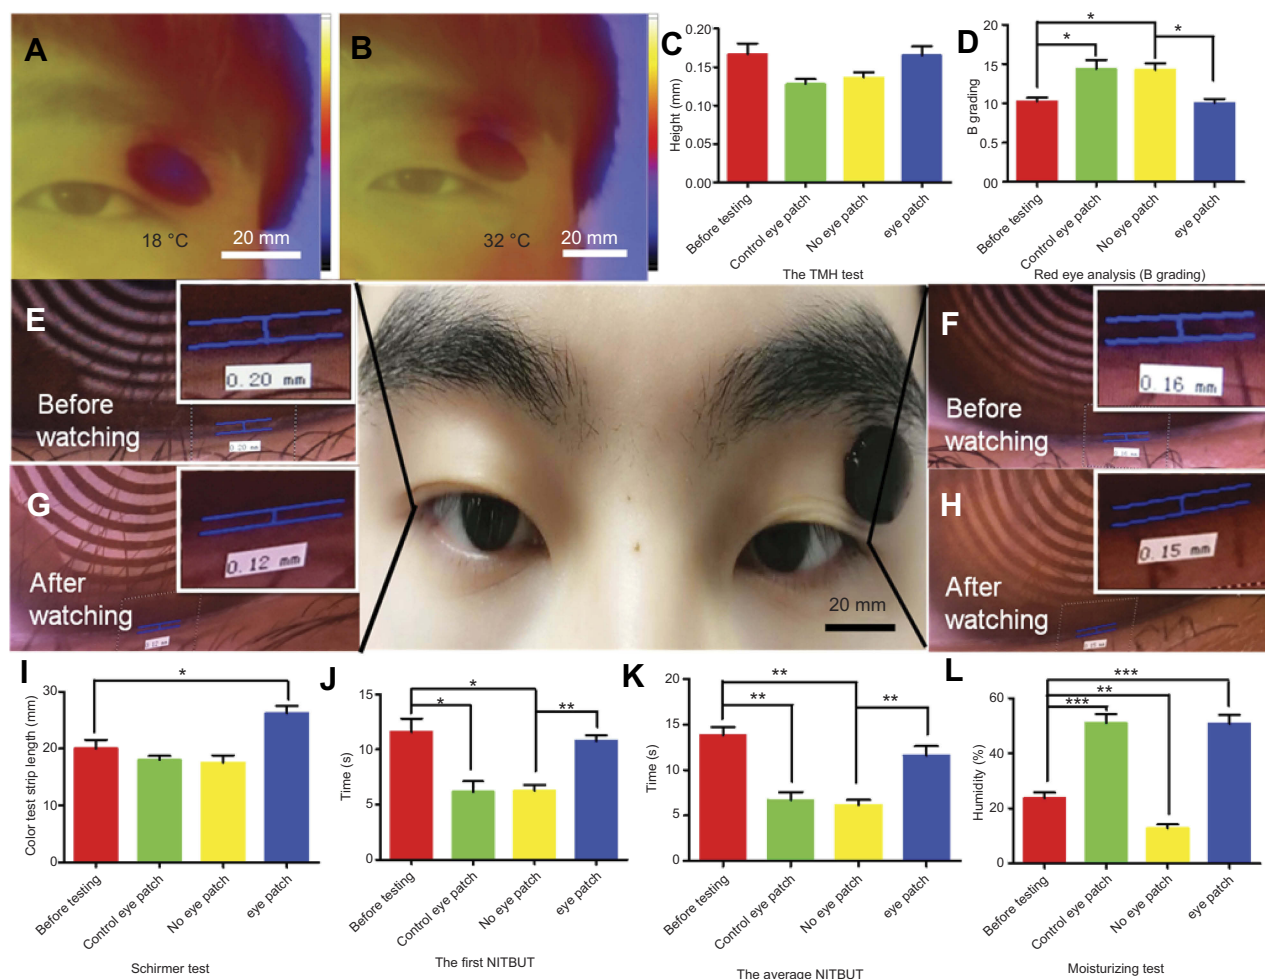 A
18 °C
20 mm
B
32 °C
20 mm
C
Height (mm)
0.20
0.15
0.10
0.05
0.00
Before testing
Control eye patch
No eye patch
eye patch
The TMH test
D
B grading
20
15
10
0.5
00
*
*
*
Before testing
Control eye patch
No eye patch
eye patch
Red eye analysis (B grading)
E
0.20 mm
Before
watching
0.20 mm
F
0.16 mm
Before
watching
G
0.12 mm
After
watching
H
0.15 mm
After
watching
20 mm
I
Color test strip length (mm)
30
20
10
0
*
Before testing
Control eye patch
No eye patch
eye patch
Schirmer test
J
Time (s)
15
10
5
0
*
*
**
Before testing
Control eye patch
No eye patch
eye patch
The first NITBUT
K
Time (s)
20
15
10
5
0
**
**
**
Before testing
Control eye patch
No eye patch
eye patch
The average NITBUT
L
Humidity (%)
60
40
20
0
***
**
***
Before testing
Control eye patch
No eye patch
eye patch
Moisturizing test